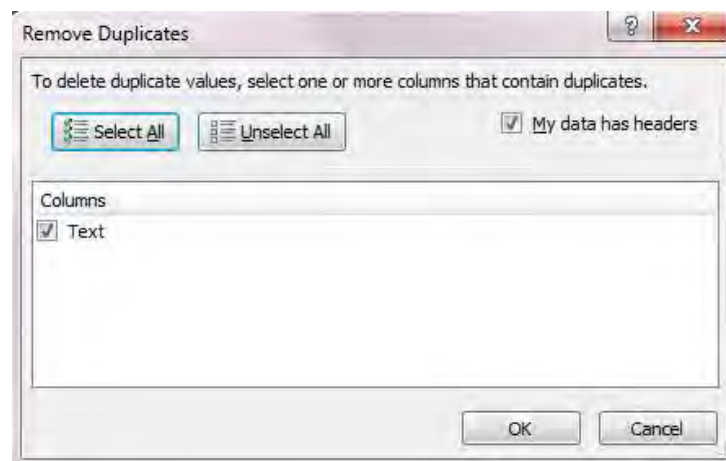 Remove Duplicates
To delete duplicate values, select one or more columns that contain duplicates.
Select All Unselect All My data has headers
Columns
Text
OK Cancel